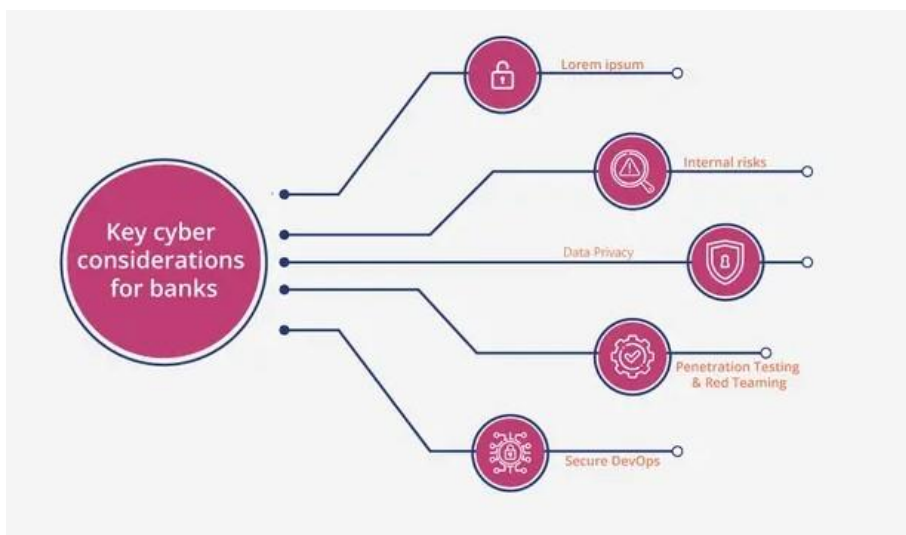 Key cyber
considerations
for banks
Lorem ipsum
Internal risks
Data Privacy
Penetration Testing
& Red Teaming
Secure DevOps